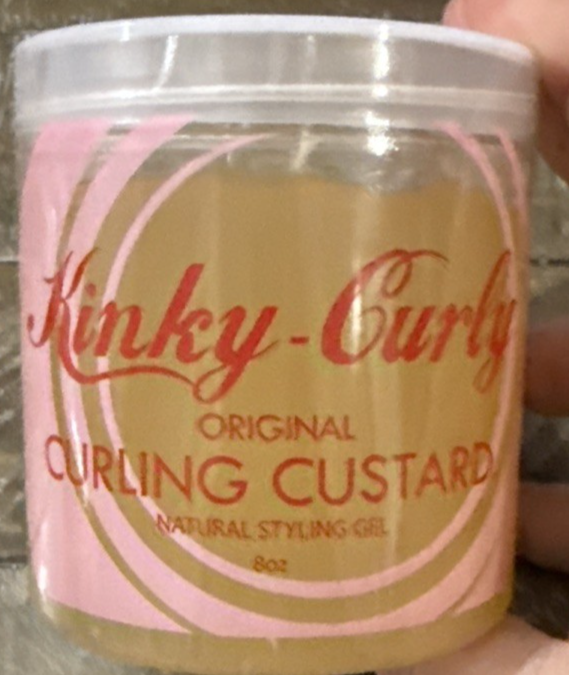 Kinky-Curly
ORIGINAL
CURLING CUSTARD
NATURAL STYLING GEL
8oz